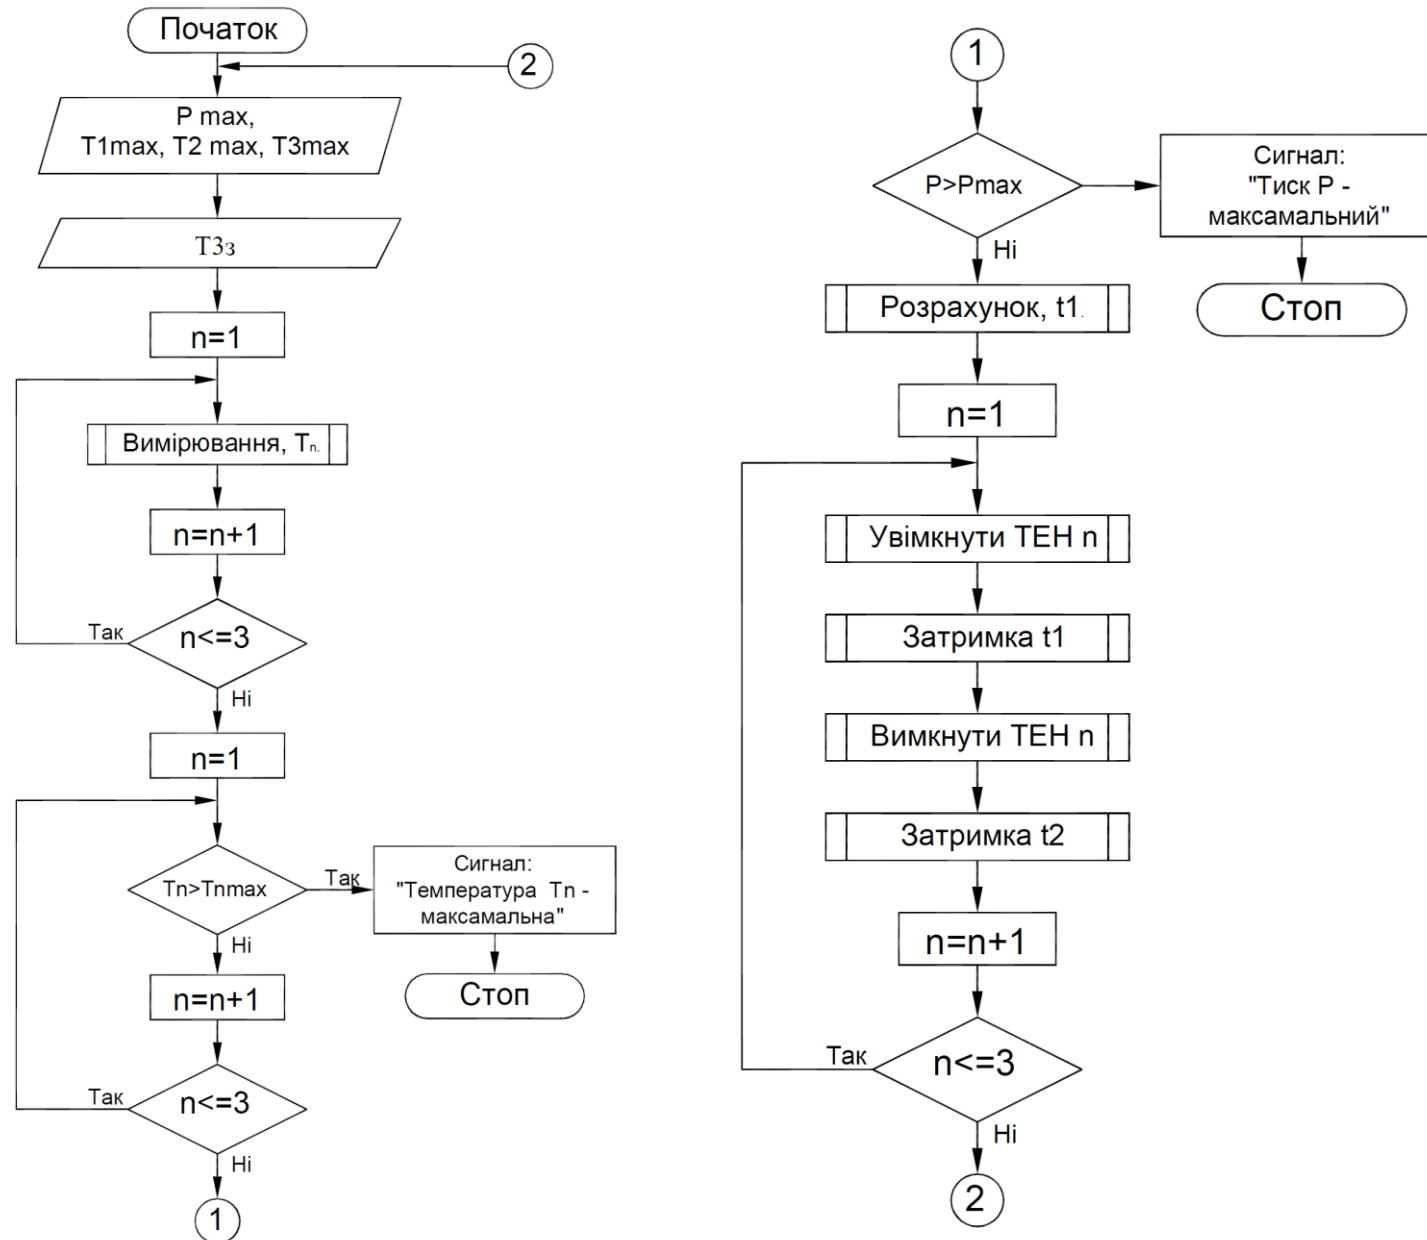 Початок
2
P max,
T1max, T2 max, T3max
T3з
n=1
Вимірювання, Tn.
n=n+1
n<=3
Так
Ні
n=1
Tn>Tnmax
Так
Сигнал:
"Температура Tn -
максамальна"
Стоп
Ні
n=n+1
n<=3
Так
Ні
1
1
P>Pmax
Сигнал:
"Тиск P -
максамальний"
Стоп
Ні
Розрахунок, t1.
n=1
Увімкнути ТЕН n
Затримка t1
Вимкнути ТЕН n
Затримка t2
n=n+1
n<=3
Так
Ні
2